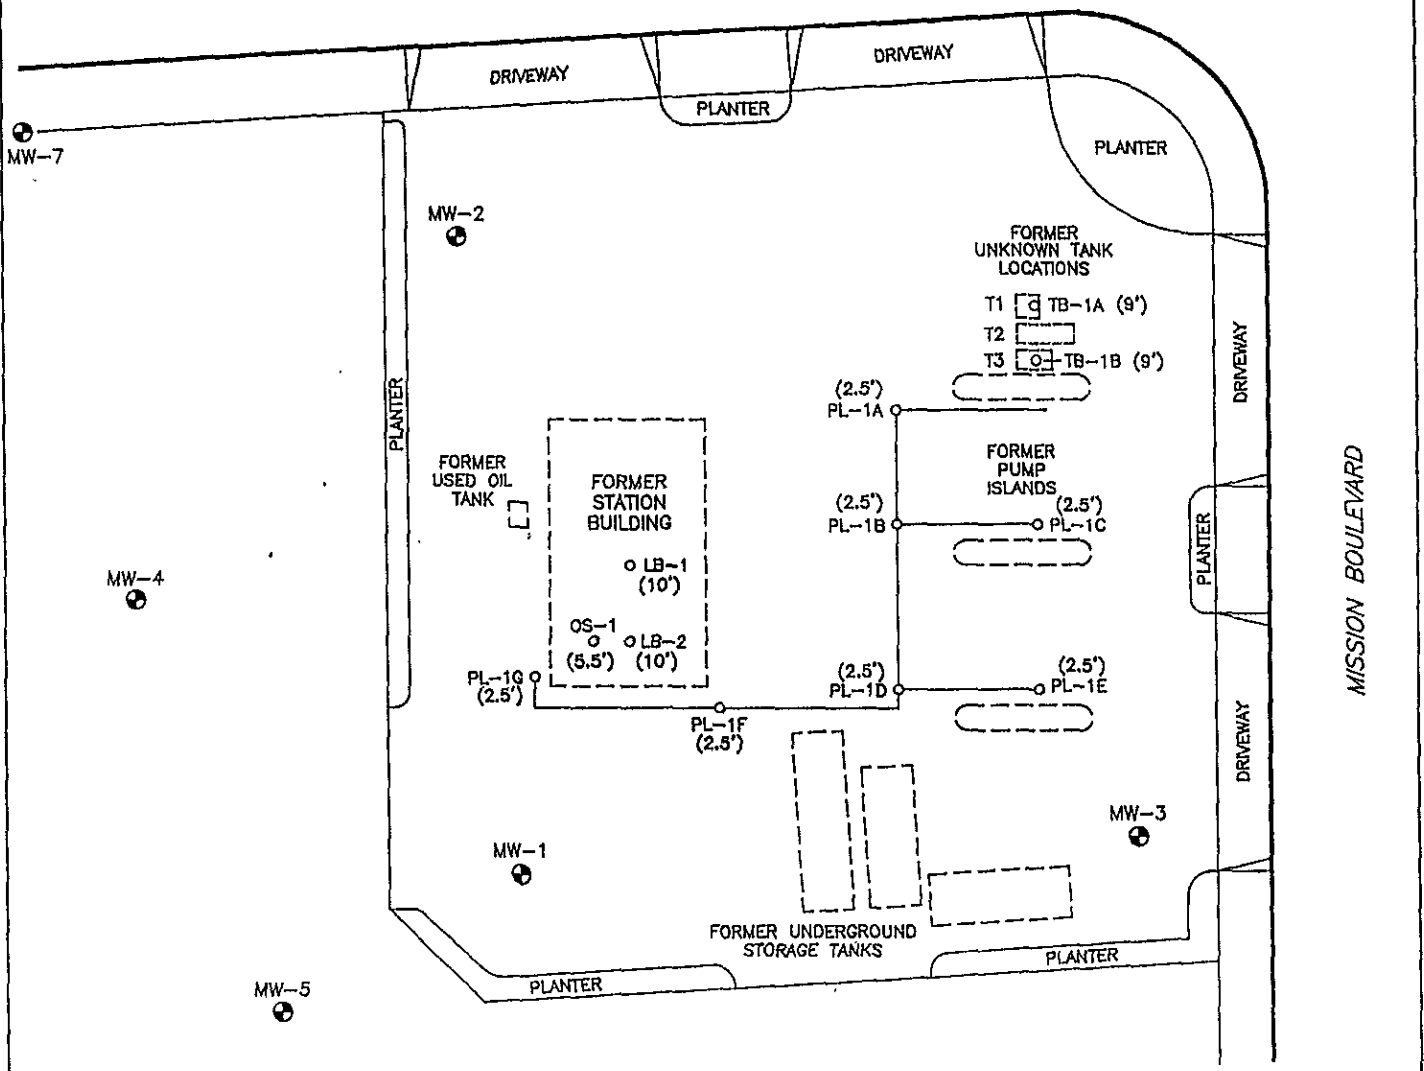 DRIVEWAY
DRIVEWAY
PLANTER
PLANTER
MW-7
MW-2
FORMER
UNKNOWN TANK
LOCATIONS
T1
TB-1A (9')
T2
T3
TB-1B (9')
DRIVEWAY
PLANTER
(2.5')
PL-1A
FORMER
USED OIL
TANK
FORMER
STATION
BUILDING
FORMER
PUMP
ISLANDS
(2.5')
PL-1B
(2.5')
PL-1C
PLANTER
MISSION BOULEVARD
MW-4
LB-1
(10')
OS-1
(5.5')
LB-2
(10')
PL-1G
(2.5')
(2.5')
PL-1D
(2.5')
PL-1E
PL-1F
(2.5')
DRIVEWAY
MW-3
MW-1
FORMER UNDERGROUND
STORAGE TANKS
PLANTER
PLANTER
MW-5